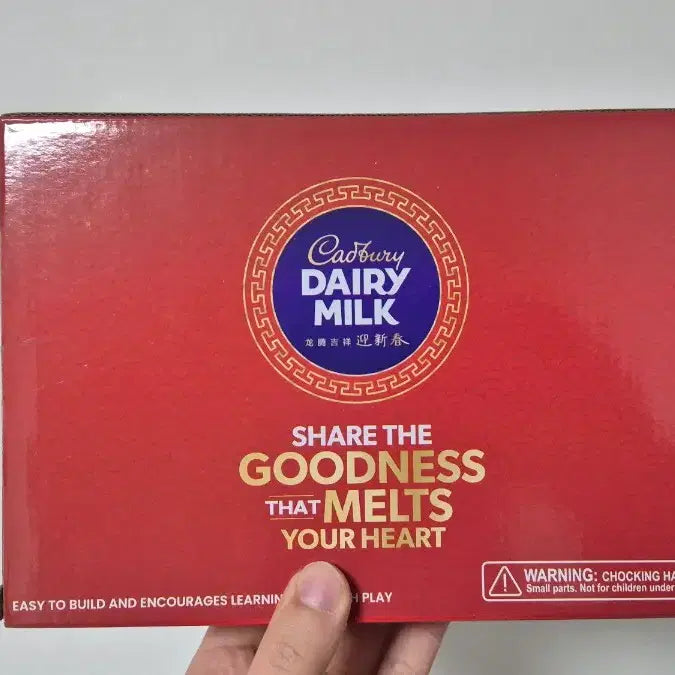 Cadbury
DAIRY
MILK
龙腾吉祥 迎新春
SHARE THE
GOODNESS
THAT MELTS
YOUR HEART
WARNING: CHOCKING HA
Small parts. Not for children under
EASY TO BUILD AND ENCOURAGES PLAY